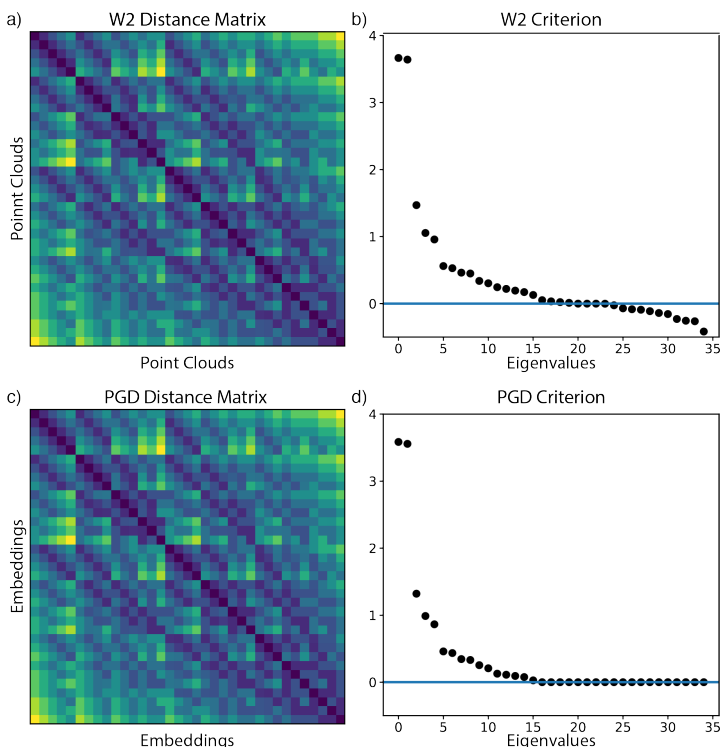 a) W2 Distance Matrix
Poinnt Clouds
Point Clouds
b) W2 Criterion
4
3
2
1
0
0 5 10 15 20 25 30 35
Eigenvalues
c) PGD Distance Matrix
Embeddings
Embeddings
d) PGD Criterion
4
3
2
1
0
0 5 10 15 20 25 30 35
Eigenvalues